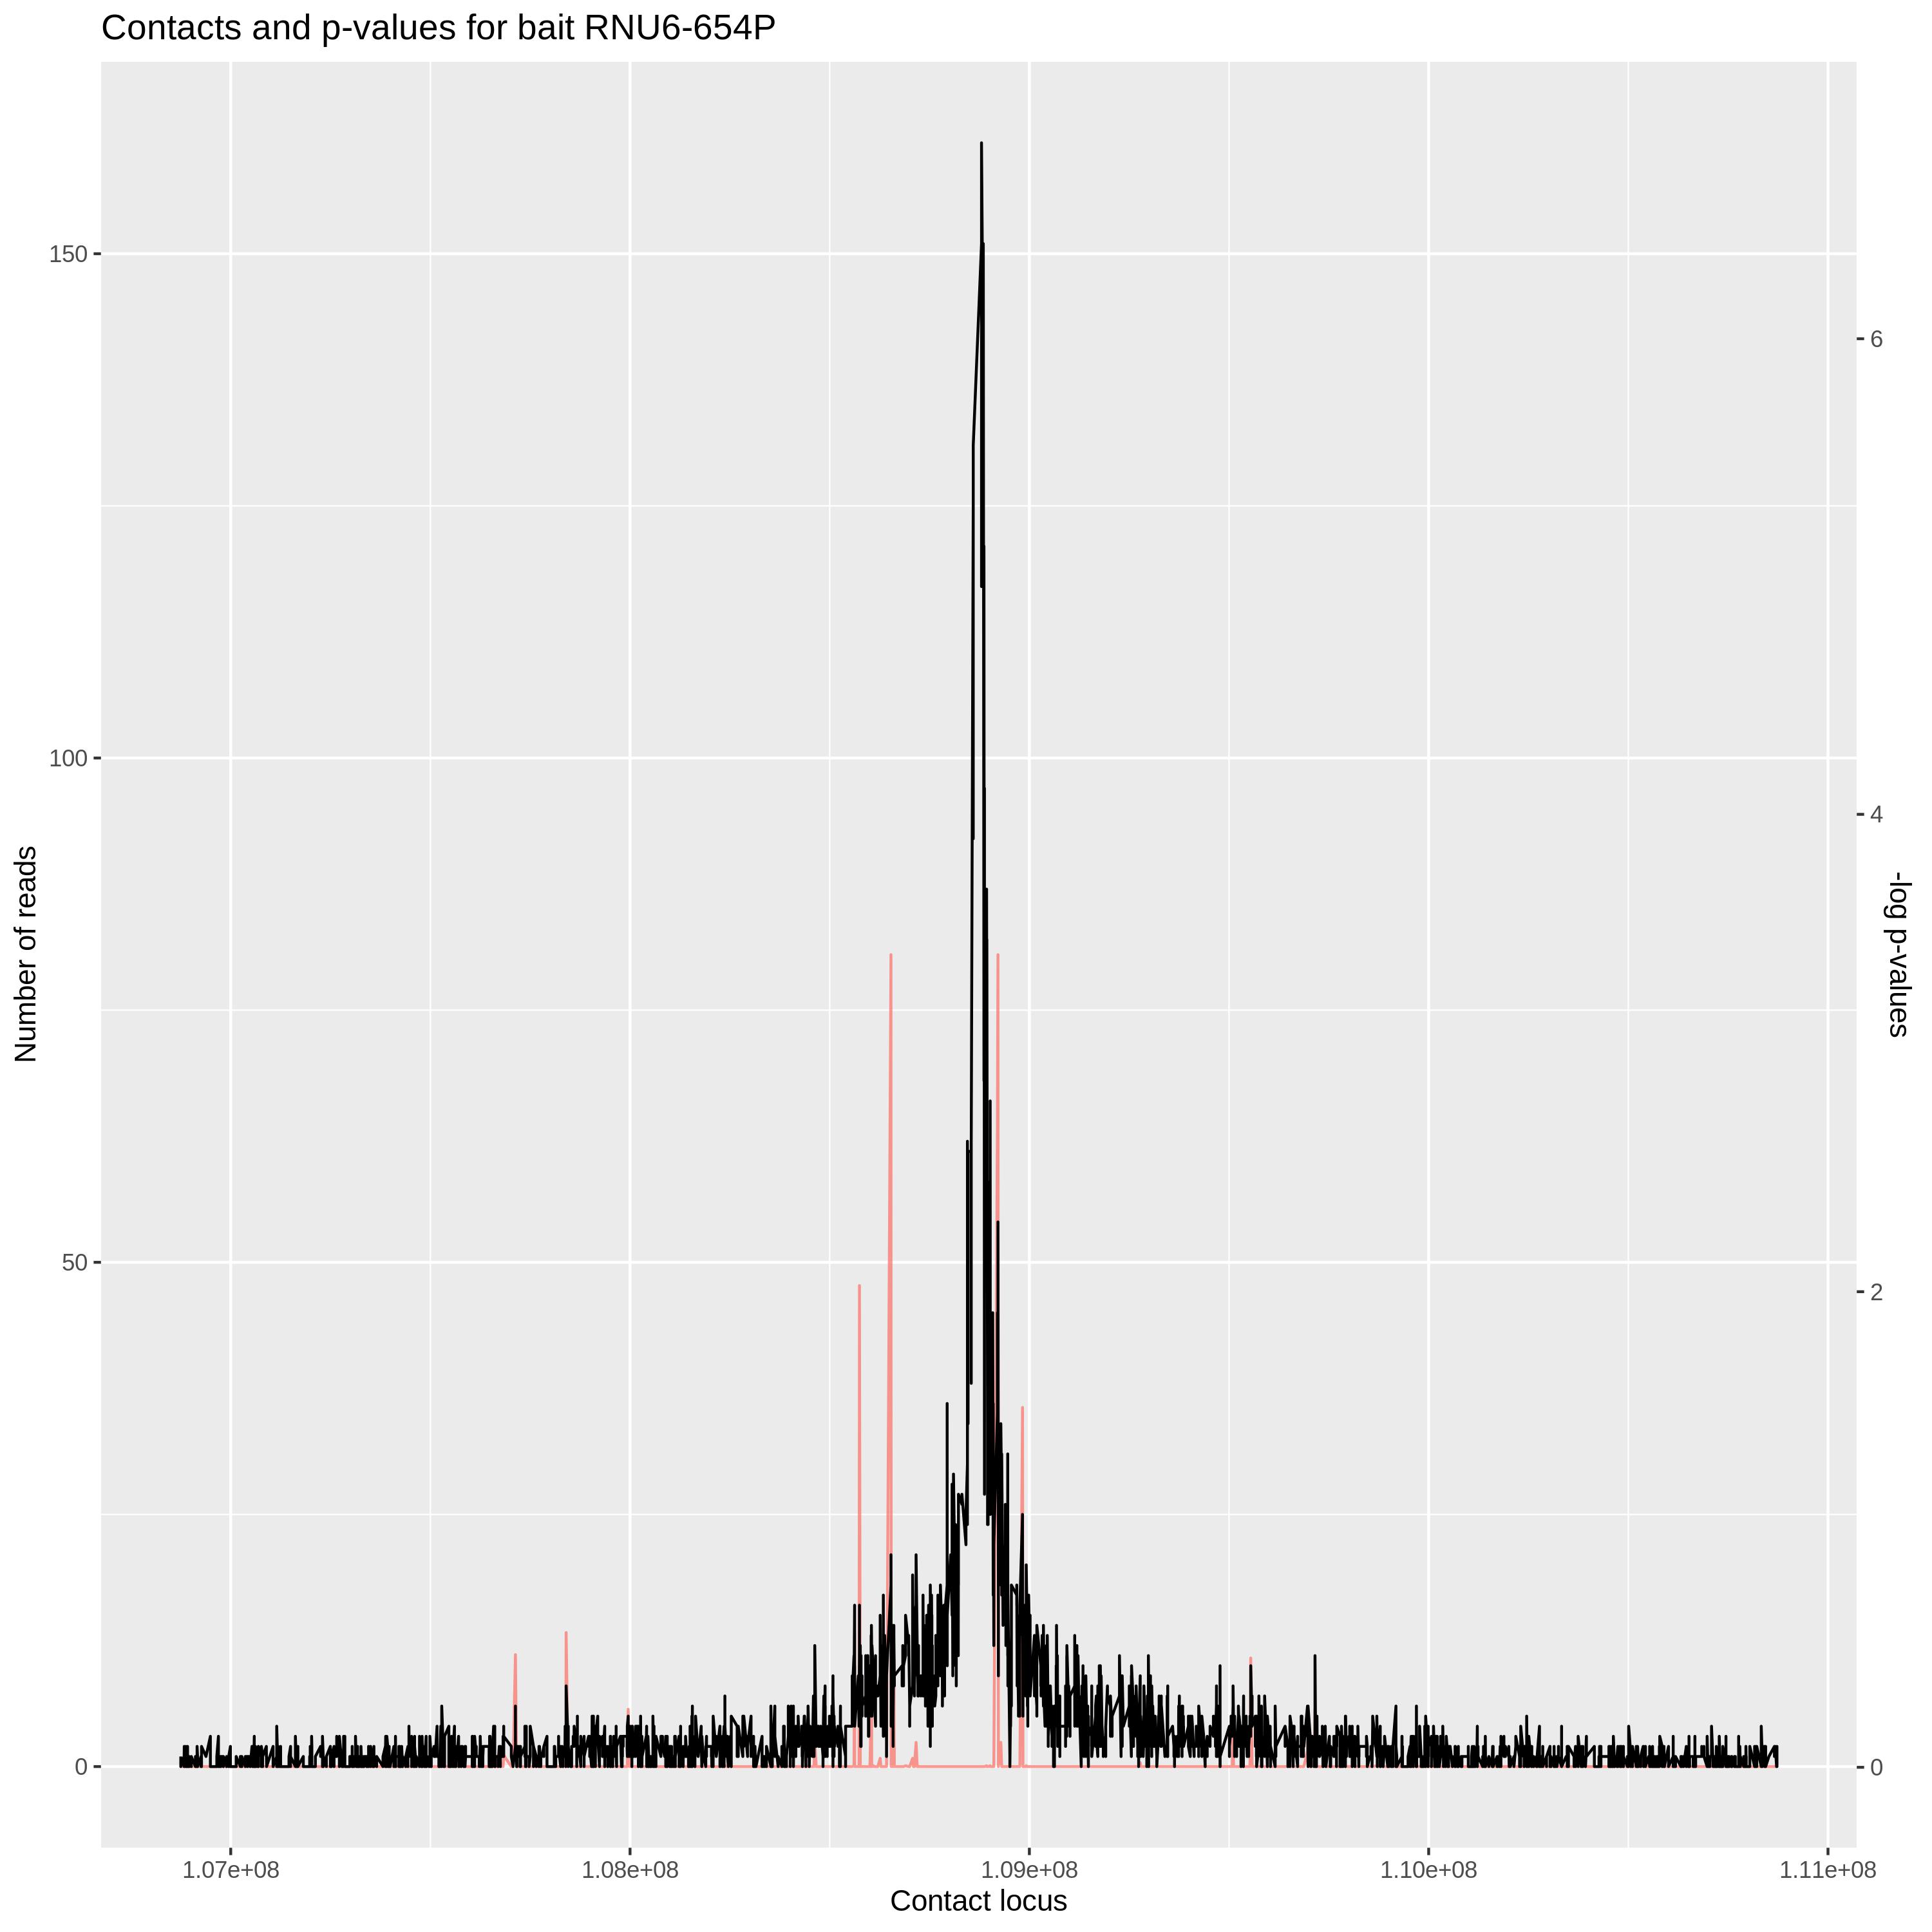 Contacts and p-values for bait RNU6-654P
150
100
50
0
Number of reads
6
4
2
0
-log p-values
1.07e+08
1.08e+08
1.09e+08
1.10e+08
1.11e+08
Contact locus